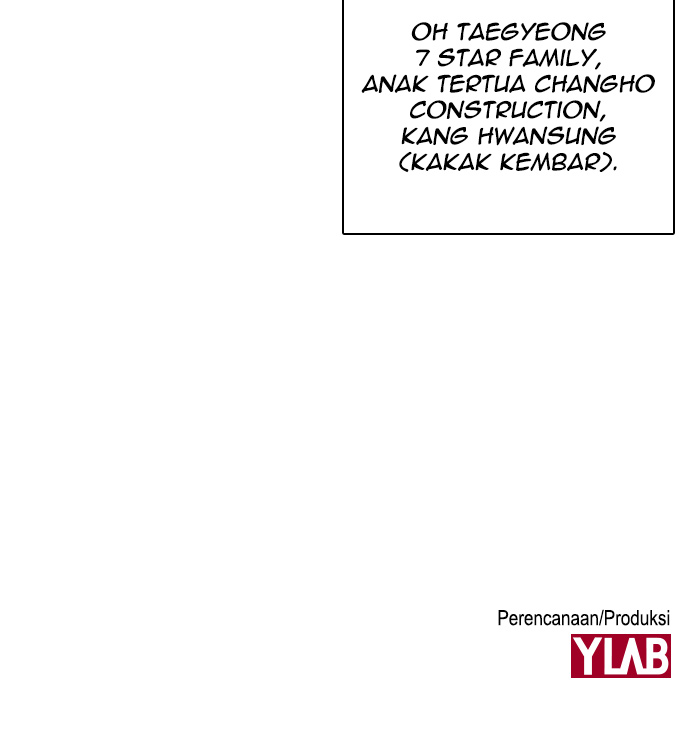 OH TAEGYEONG
7 STAR FAMILY,
ANAK TERTUA CHANGHO
CONSTRUCTION,
KANG HWANSUNG
(KAKAK KEMBAR).
Perencanaan/Produksi
YLAB